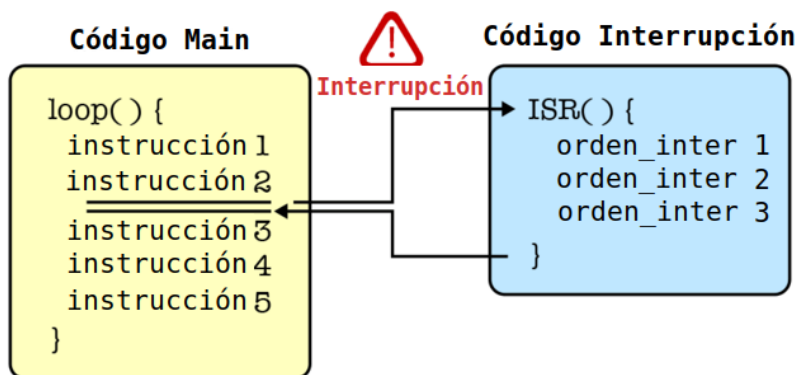 Código Main
loop() {
instrucción 1
instrucción 2
instrucción 3
instrucción 4
instrucción 5
}
!
Interrupción
Código Interrupción
ISR() {
orden_inter 1
orden_inter 2
orden_inter 3
}